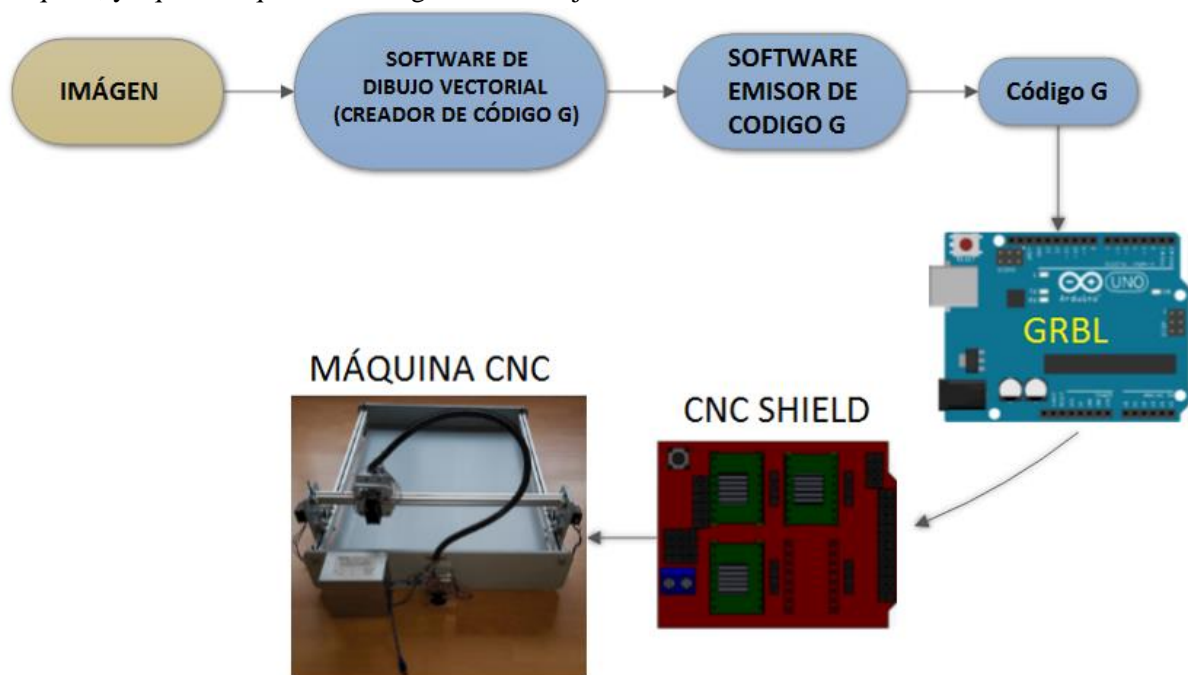 IMÁGEN
SOFTWARE DE
DIBUJO VECTORIAL
(CREADOR DE CÓDIGO G)
SOFTWARE
EMISOR DE
CODIGO G
Código G
UNO
Arduino
GRBL
MÁQUINA CNC
CNC SHIELD